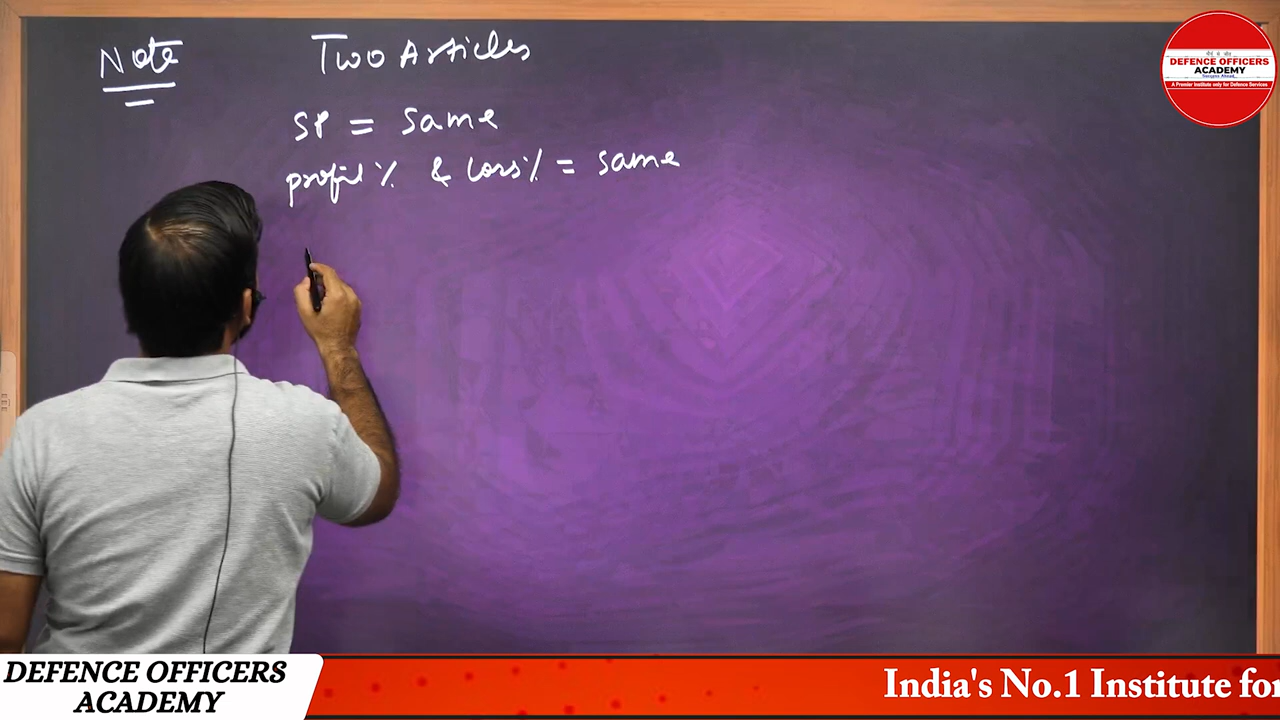 Note
Two Articles
SP = Same
profit % & loss % = Same
DEFENCE OFFICERS
ACADEMY
A Premier Institute only for Defence Services
DEFENCE OFFICERS
ACADEMY
India's No.1 Institute for